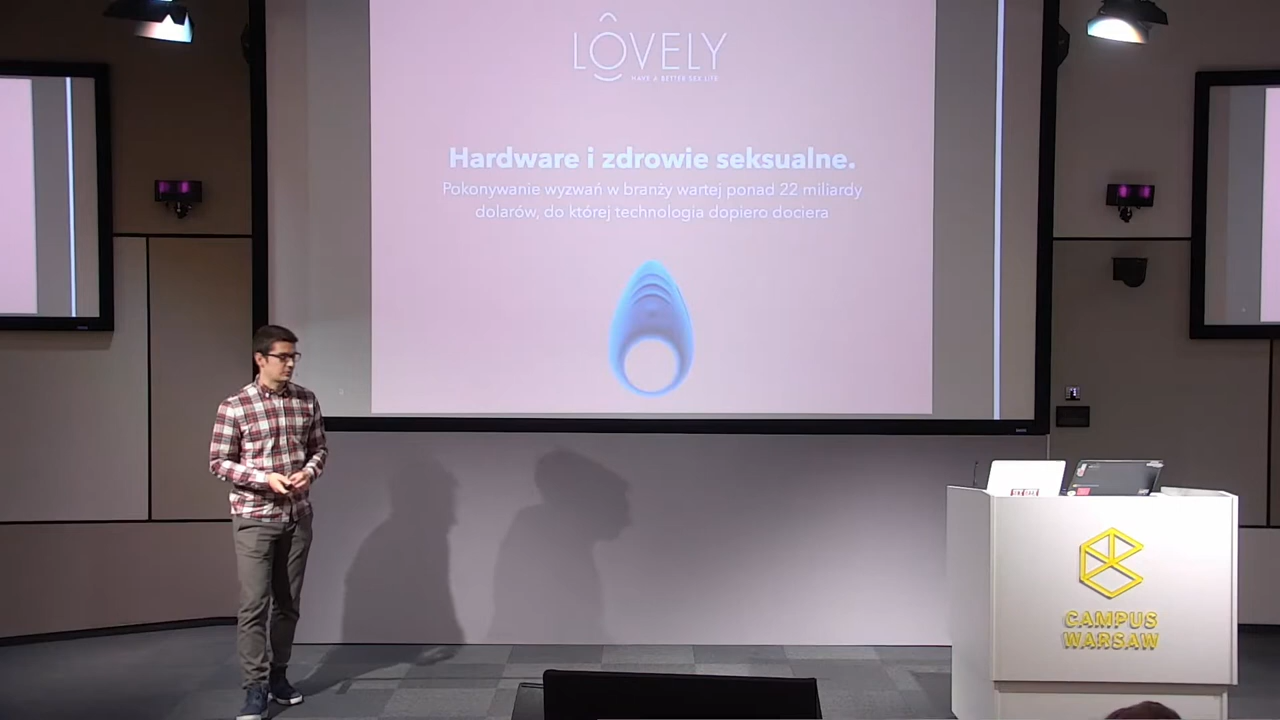 LOVELY
HAVE A BETTER SEX LIFE
Hardware i zdrowie seksualne.
Pokonywanie wyzwań w branży wartej ponad 22 miliardy
dolarów, do której technologia dopiero dociera
CAMPUS
WARSAW